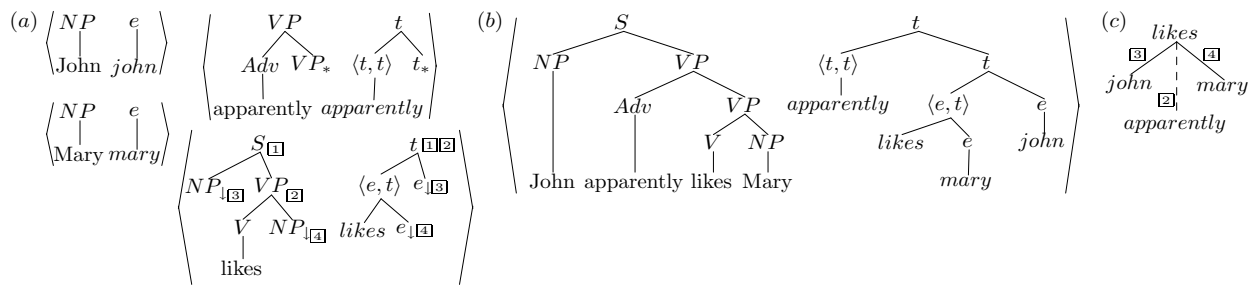 (a) NP e VP t (b) S t (c) likes
John john Adv VP* ⟨t, t⟩ t* NP VP ⟨t, t⟩ t 3 4
apparently apparently john mary
Adv VP apparently ⟨e, t⟩ e 2
NP e apparently
Mary mary V NP likes e john
S 1 t 1 2
NP↓ 3 VP 2 ⟨e, t⟩ e↓ 3 John apparently likes Mary mary
V NP↓ 4 likes e↓ 4
likes